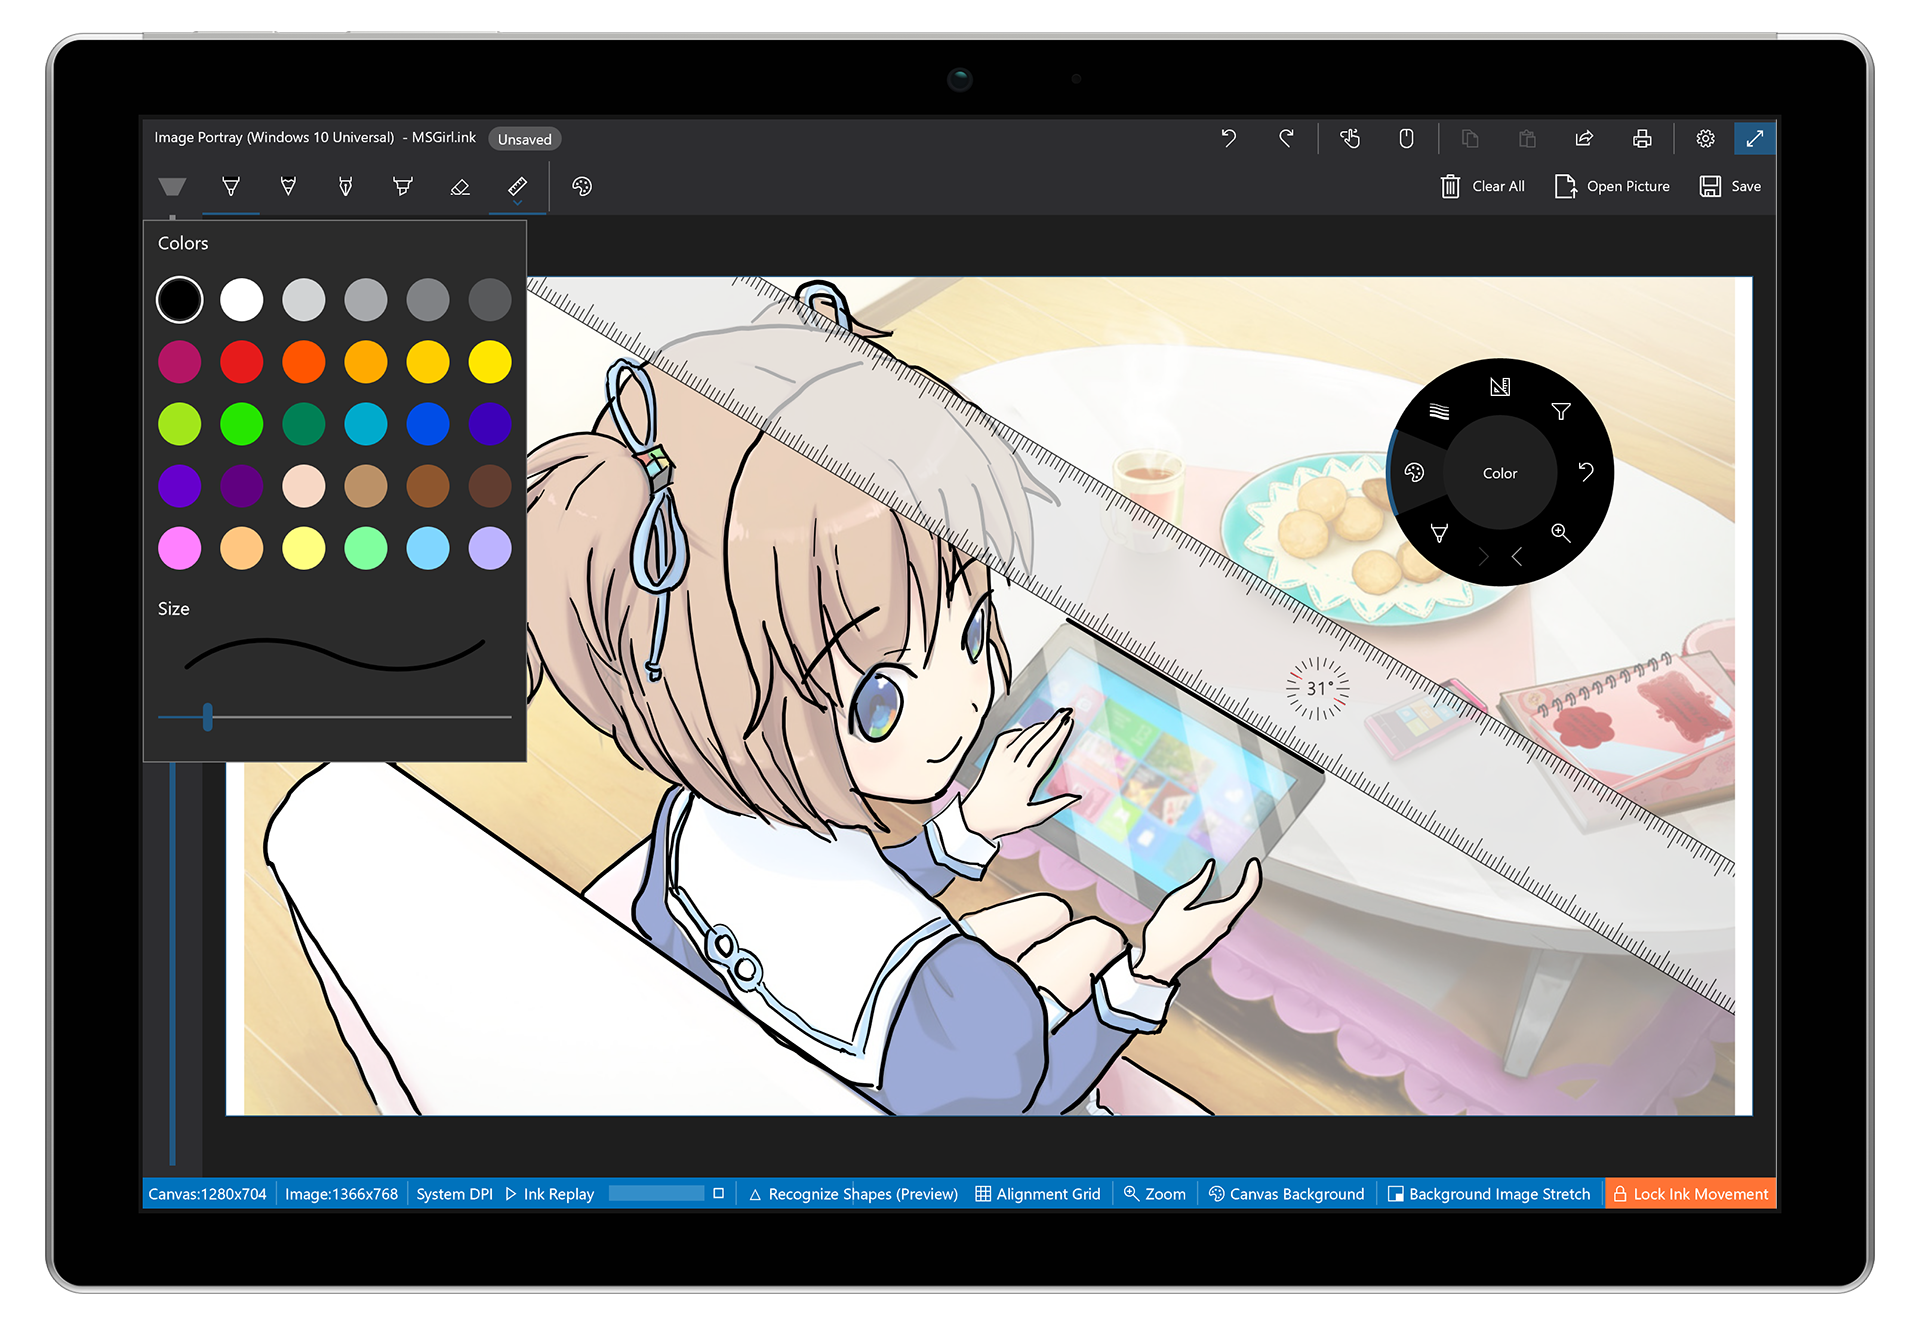 Image Portray (Windows 10 Universal) - MSGirl.ink Unsaved
Clear All Open Picture Save
Colors
Color
Size
31°
Canvas:1280x704 Image:1366x768 System DPI Ink Replay Recognize Shapes (Preview) Alignment Grid Zoom Canvas Background Background Image Stretch Lock Ink Movement